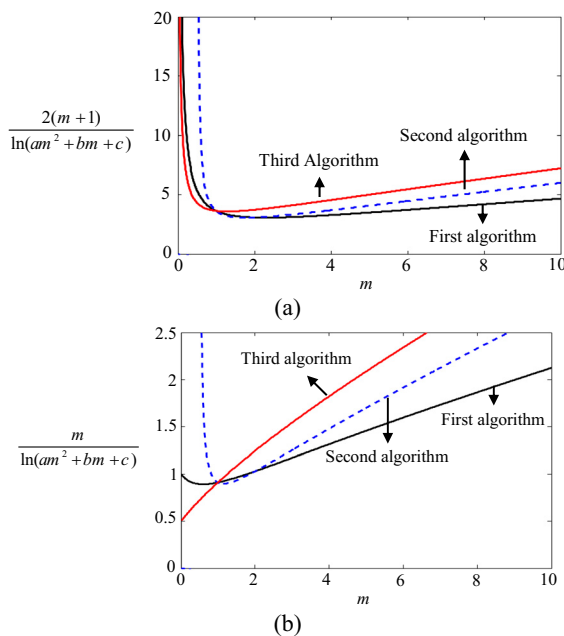 20
15
2(m+1)
ln(am²+bm+c)
10
Second algorithm
Third Algorithm
5
First algorithm
0
0 2 4 6 8 10
m
(a)
2.5
Third algorithm
2
1.5
First algorithm
m
ln(am²+bm+c)
1
Second algorithm
0.5
0
0 2 4 6 8 10
m
(b)